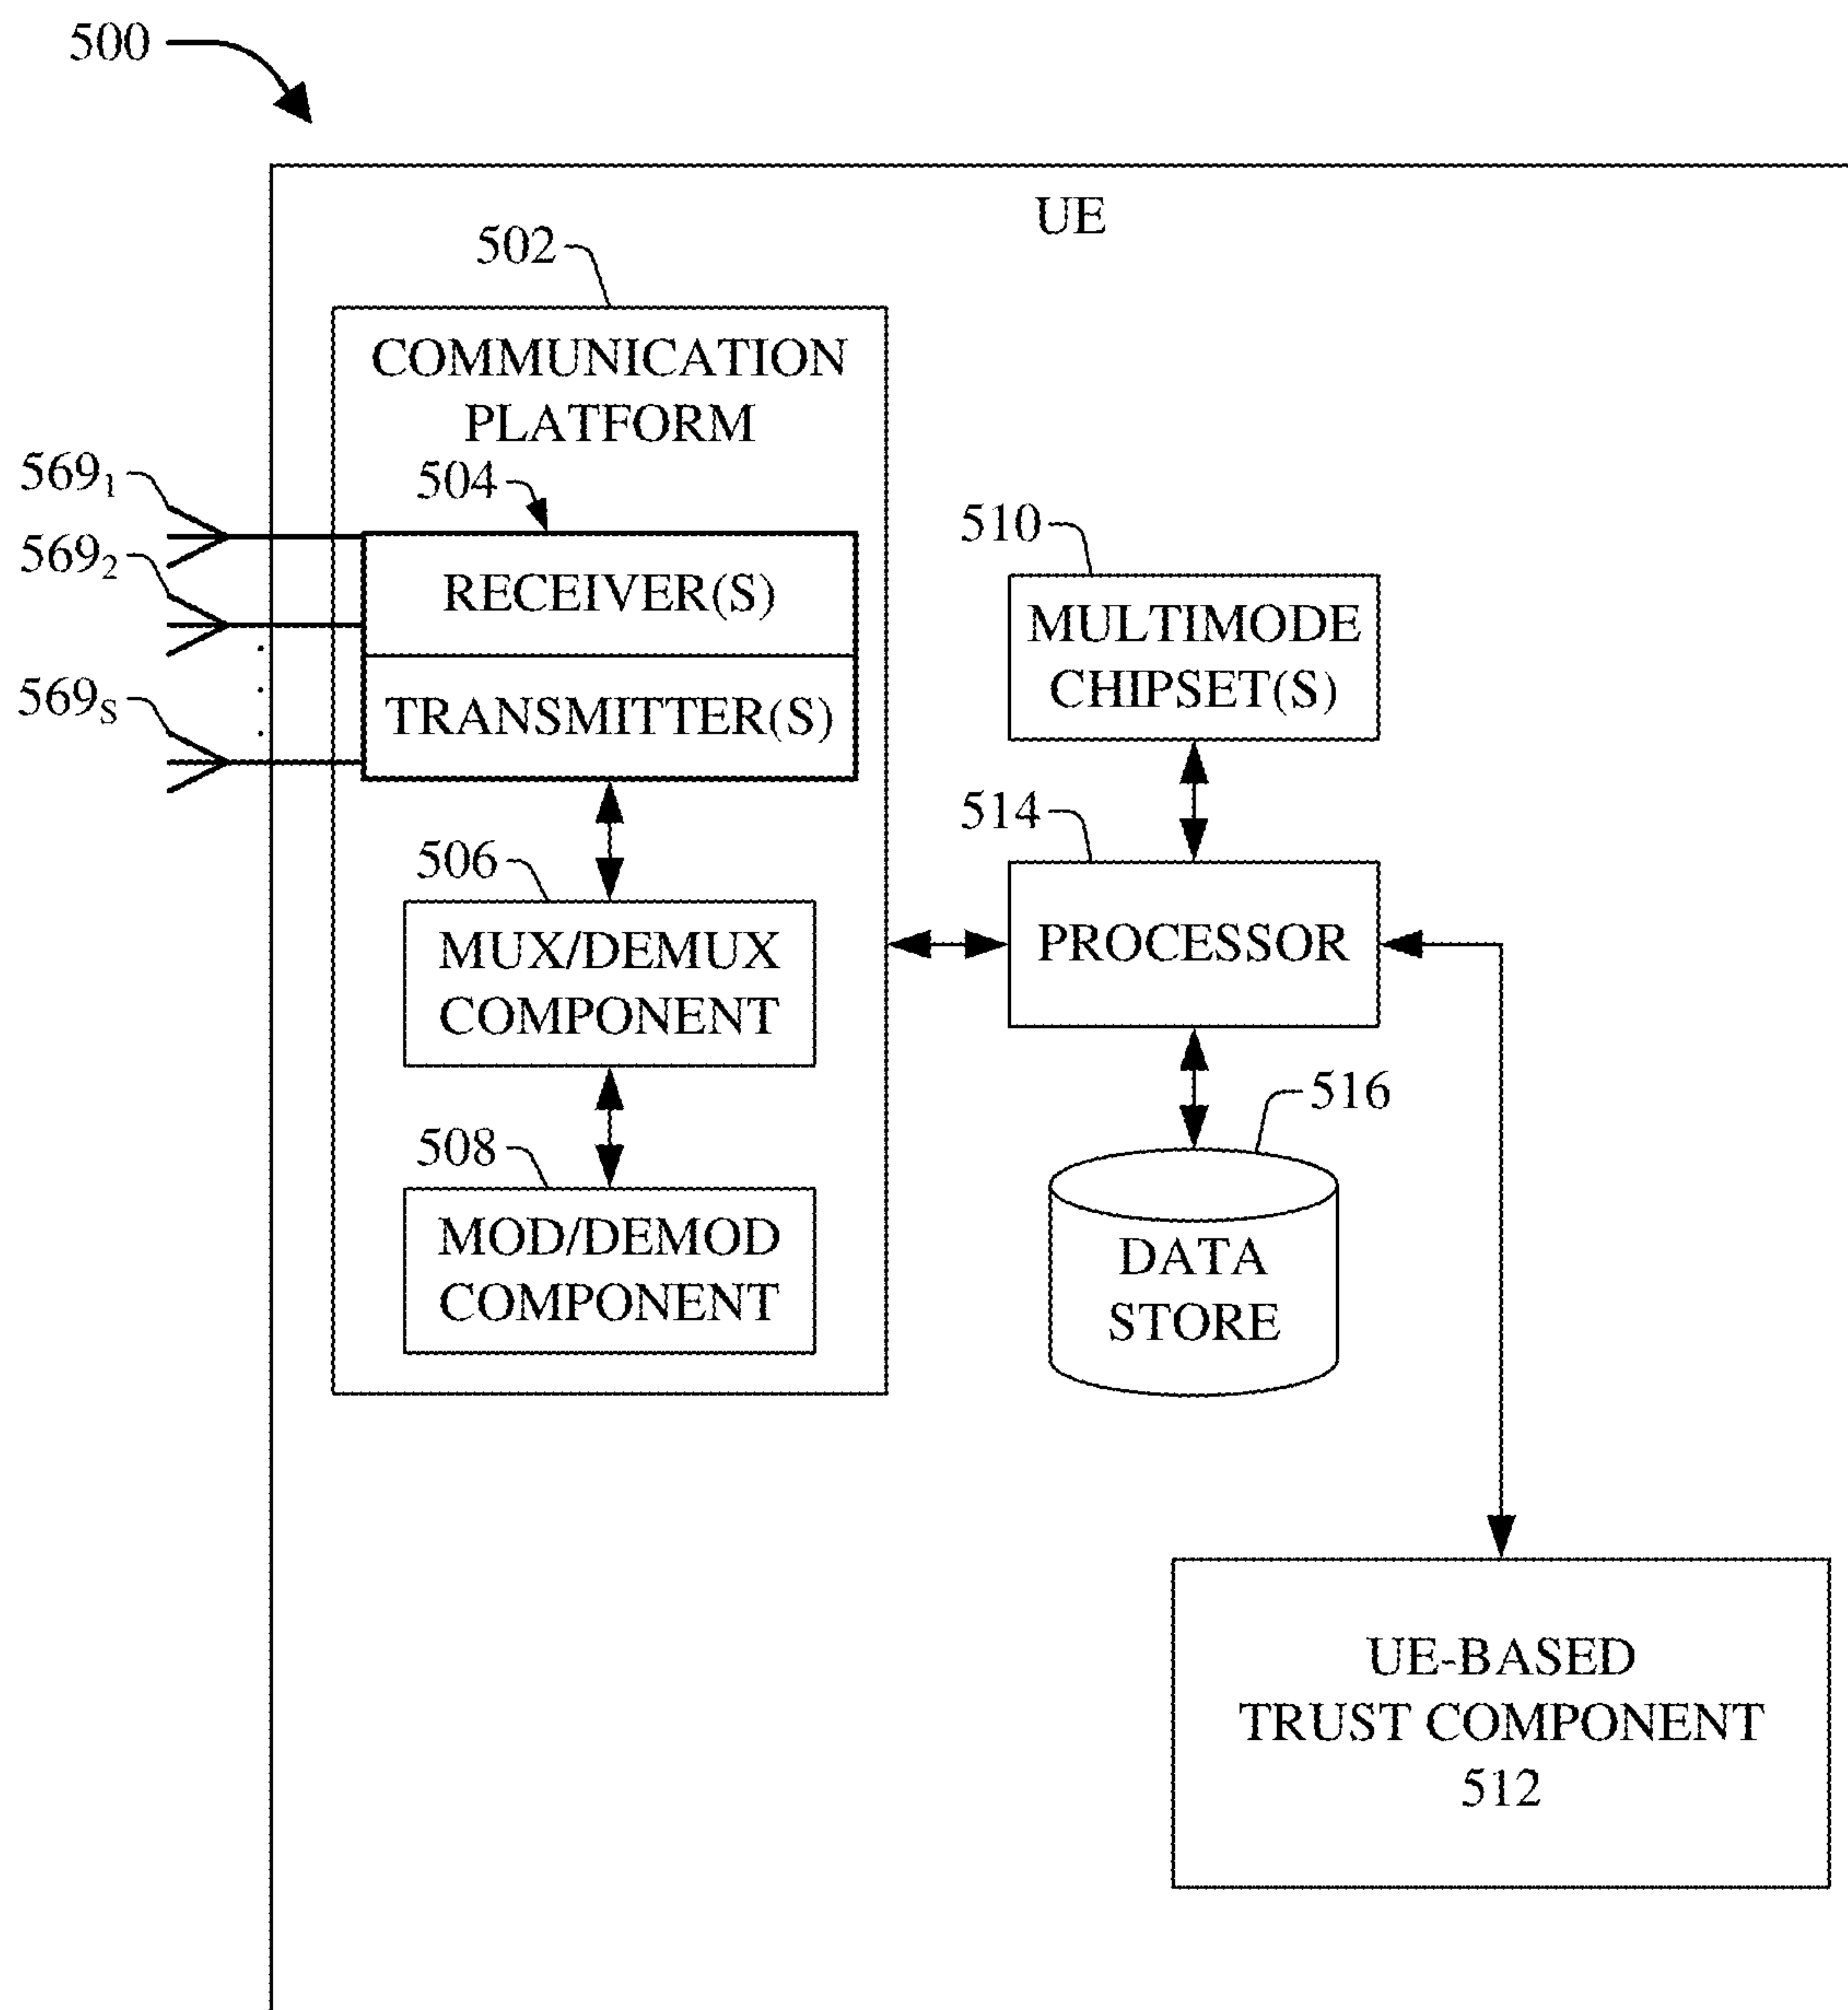 500
UE
502
COMMUNICATION
PLATFORM
504
569₁
569₂
569ₛ
RECEIVER(S)
TRANSMITTER(S)
506
MUX/DEMUX
COMPONENT
508
MOD/DEMOD
COMPONENT
510
MULTIMODE
CHIPSET(S)
514
PROCESSOR
516
DATA
STORE
UE-BASED
TRUST COMPONENT
512